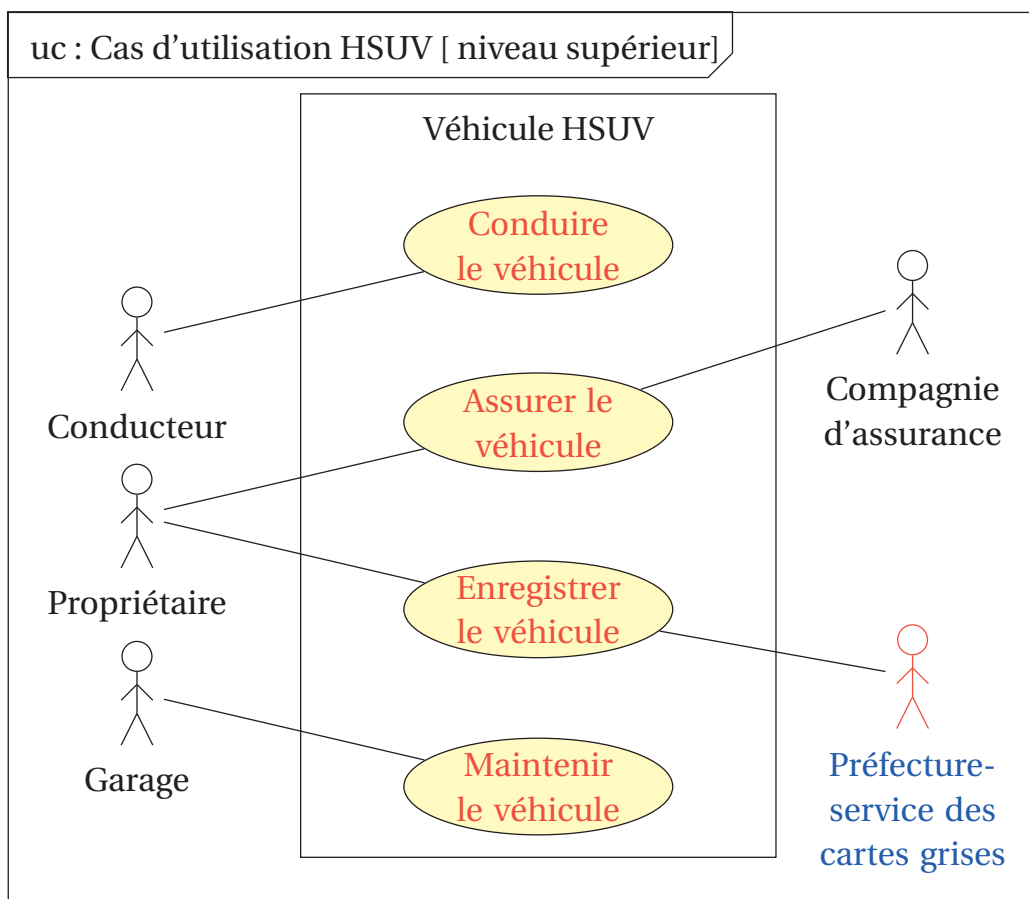 uc : Cas d’utilisation HSUV [ niveau supérieur]
Véhicule HSUV
Conduire
le véhicule
Conducteur
Assurer le
véhicule
Compagnie
d’assurance
Propriétaire
Enregistrer
le véhicule
Garage
Maintenir
le véhicule
Préfecture-
service des
cartes grises